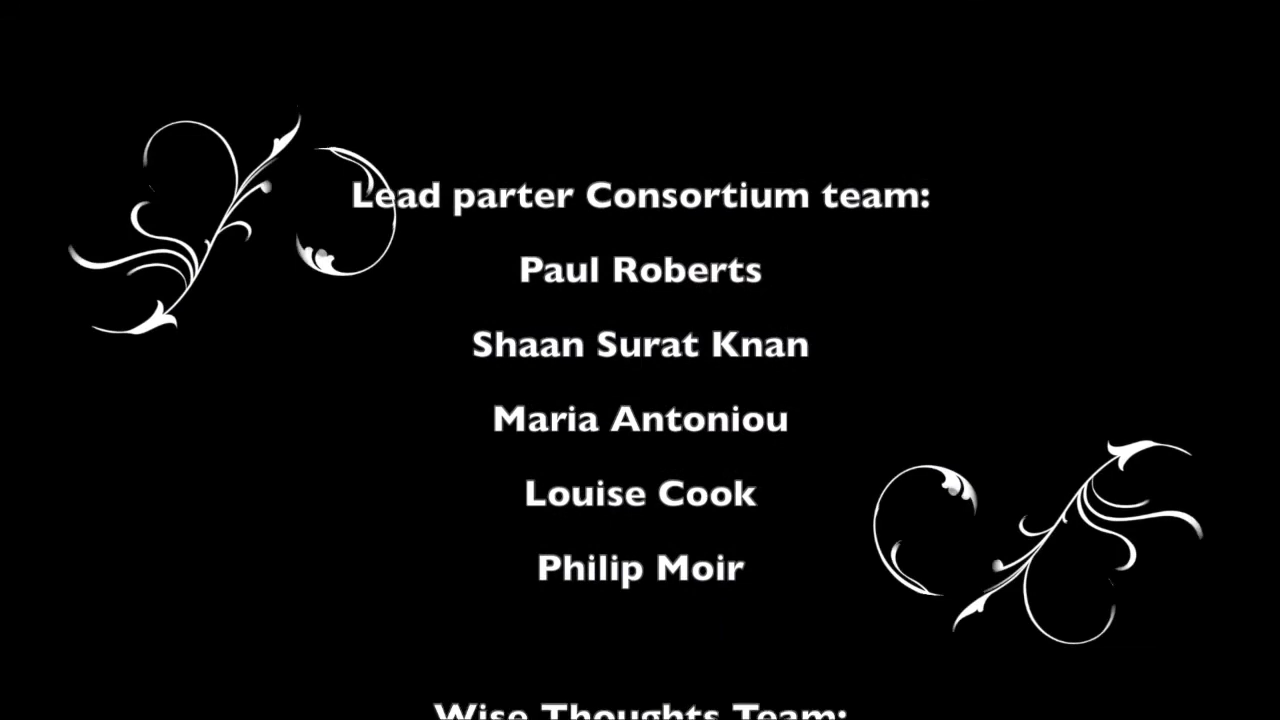 Lead parter Consortium team:
Paul Roberts
Shaan Surat Knan
Maria Antoniou
Louise Cook
Philip Moir
Wise Thoughts Team: